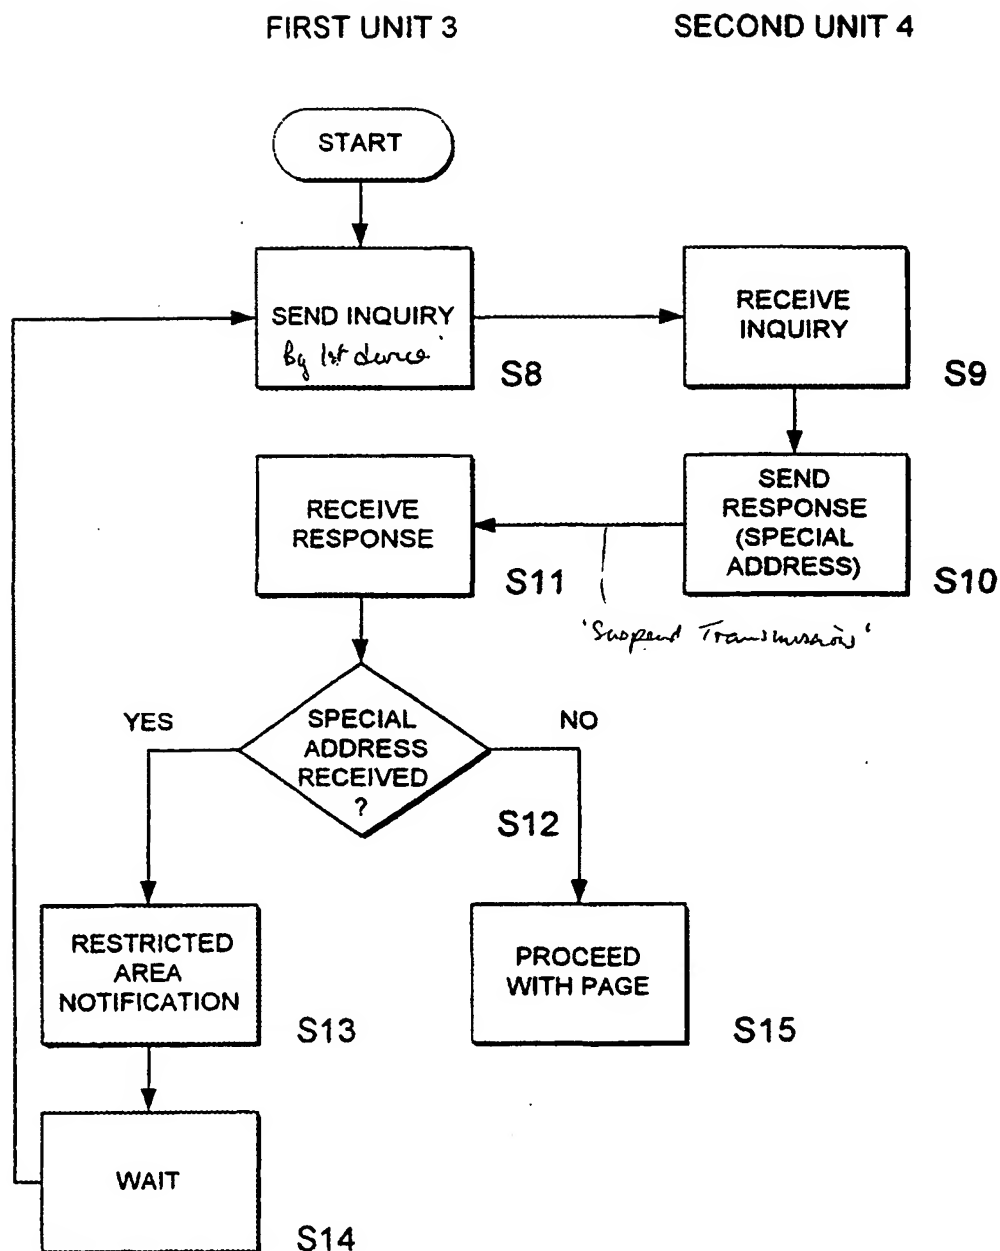 FIRST UNIT 3
SECOND UNIT 4
START
SEND INQUIRY
By 1st device
S8
RECEIVE
INQUIRY
S9
SEND
RESPONSE
(SPECIAL
ADDRESS)
S10
RECEIVE
RESPONSE
S11
'Suspend Transmission'
SPECIAL
ADDRESS
RECEIVED
?
YES
NO
S12
RESTRICTED
AREA
NOTIFICATION
S13
PROCEED
WITH PAGE
S15
WAIT
S14